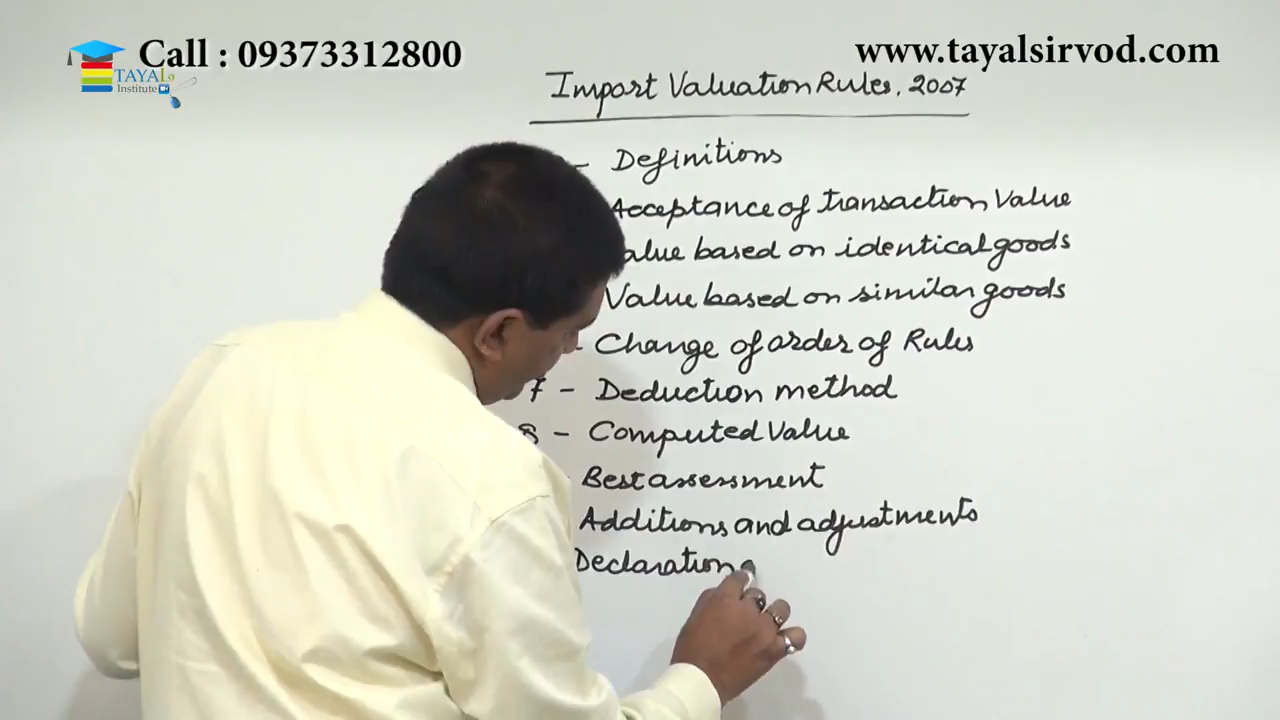 Call : 09373312800
www.tayalsirvod.com
TAYALs
Institute
Import Valuation Rules, 2007
- Definitions
Acceptance of transaction Value
alue based on identical goods
Value based on similar goods
- Change of order of Rules
7 - Deduction method
8 - Computed Value
Best assessment
Additions and adjustments
Declaration